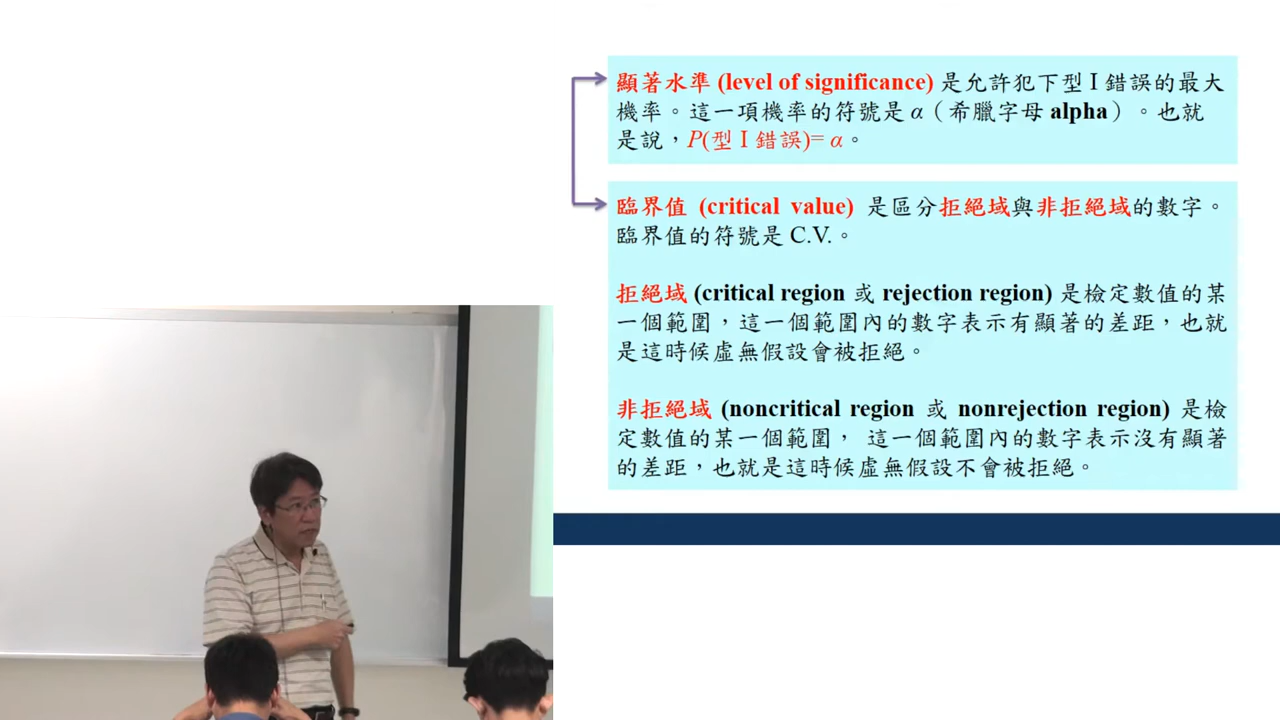 顯著水準 (level of significance) 是允許犯下型 I 錯誤的最大
機率。這一項機率的符號是 α（希臘字母 alpha）。也就
是說，P(型 I 錯誤)= α。
臨界值 (critical value) 是區分拒絕域與非拒絕域的數字。
臨界值的符號是 C.V.。
拒絕域 (critical region 或 rejection region) 是檢定數值的某
一個範圍，這一個範圍內的數字表示有顯著的差距，也就
是這時候虛無假設會被拒絕。
非拒絕域 (noncritical region 或 nonrejection region) 是檢
定數值的某一個範圍， 這一個範圍內的數字表示沒有顯著
的差距，也就是這時候虛無假設不會被拒絕。